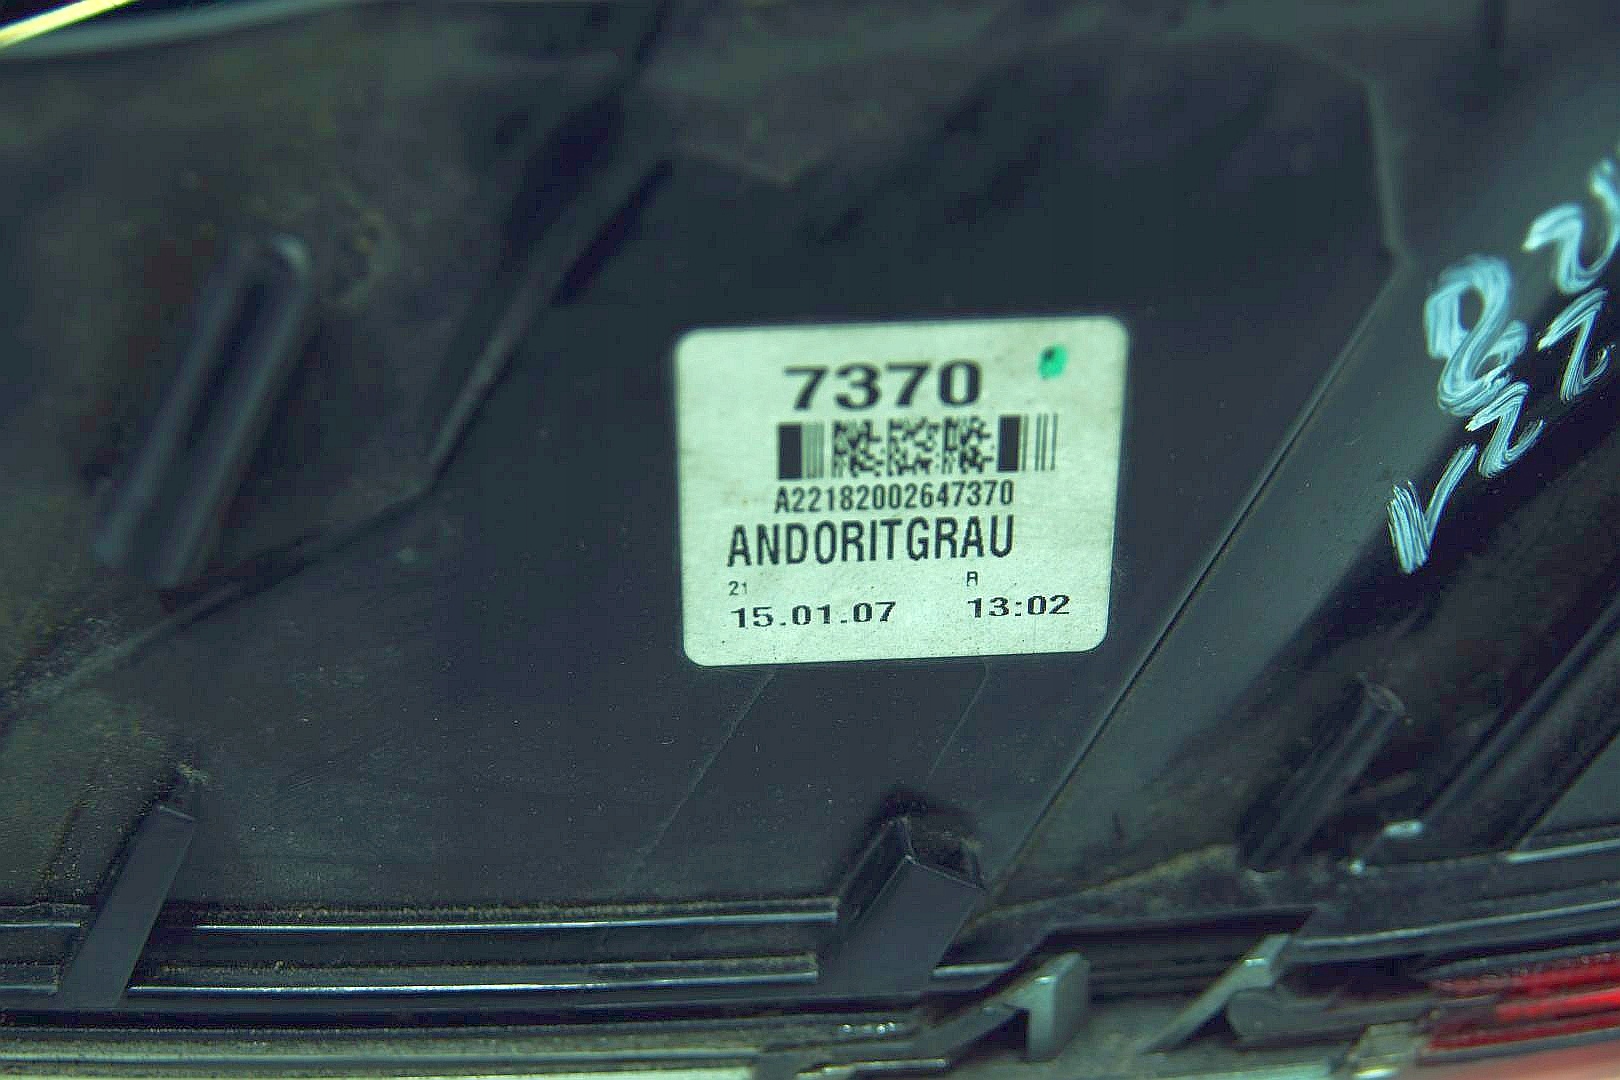 7370
A22182002647370
ANDORITGRAU
21 R
15.01.07 13:02